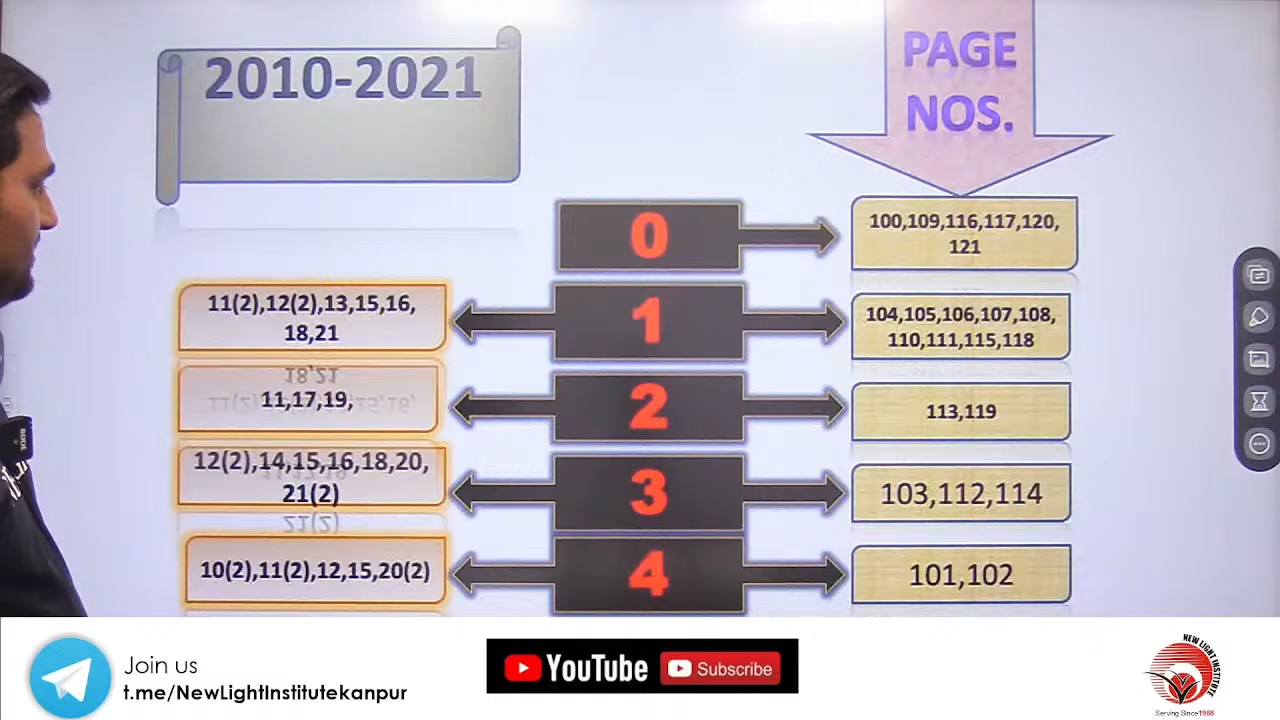 2010-2021
PAGE
NOS.
0
100,109,116,117,120,
121
11(2),12(2),13,15,16,
18,21
1
104,105,106,107,108,
110,111,115,118
11,17,19,
2
113,119
12(2),14,15,16,18,20,
21(2)
3
103,112,114
10(2),11(2),12,15,20(2)
4
101,102
Join us
t.me/NewLightInstitutekanpur
YouTube
Subscribe
NEW LIGHT INSTITUTE
Serving Since1988